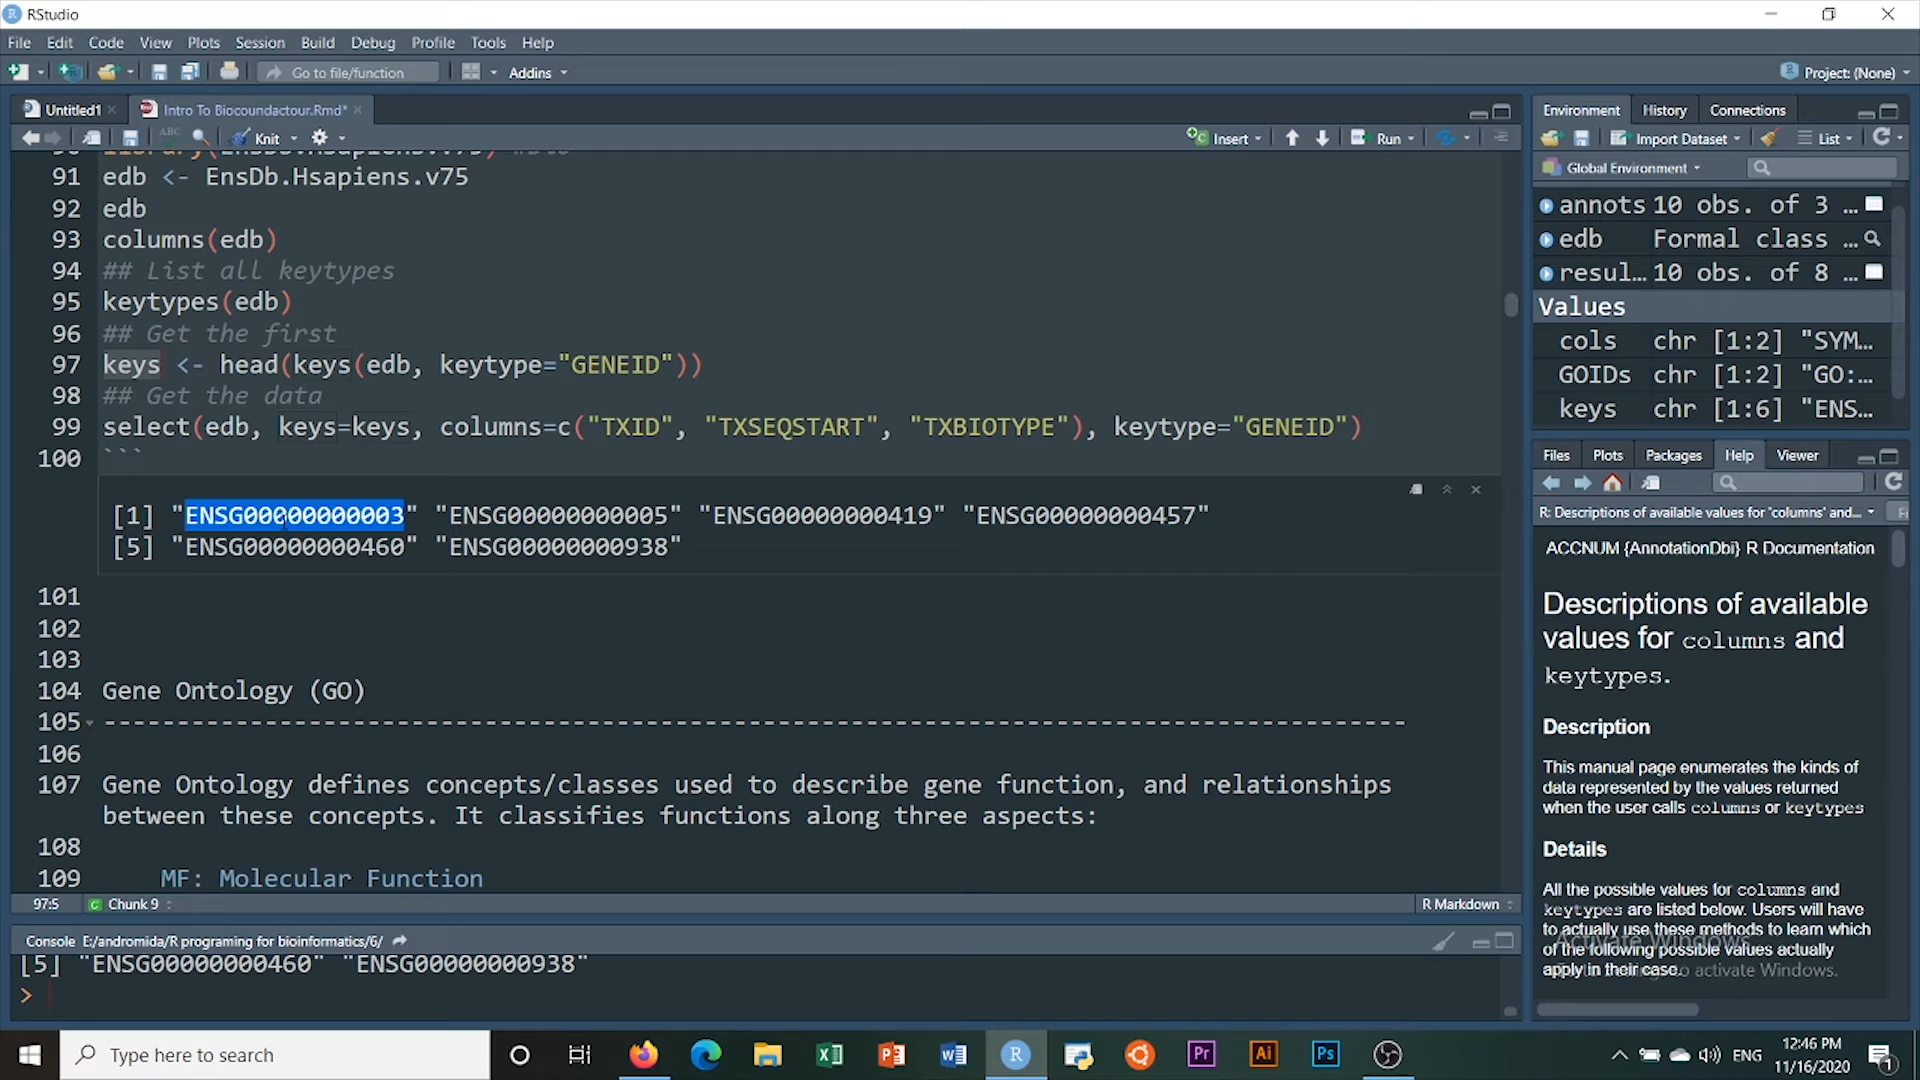 RStudio
File Edit Code View Plots Session Build Debug Profile Tools Help
Go to file/function Addins Project: (None)
Untitled1 Intro To Biocoundactour.Rmd*
ABC Knit Insert Run
91 edb <- EnsDb.Hsapiens.v75
92 edb
93 columns(edb)
94 ## List all keytypes
95 keytypes(edb)
96 ## Get the first
97 keys <- head(keys(edb, keytype="GENEID"))
98 ## Get the data
99 select(edb, keys=keys, columns=c("TXID", "TXSEQSTART", "TXBIOTYPE"), keytype="GENEID")
100 ```
[1] "ENSG00000000003" "ENSG00000000005" "ENSG00000000419" "ENSG00000000457"
[5] "ENSG00000000460" "ENSG00000000938"
101
102
103
104 Gene Ontology (GO)
105 -----------------------------------------------------------------------------------------
106
107 Gene Ontology defines concepts/classes used to describe gene function, and relationships
between these concepts. It classifies functions along three aspects:
108
109 MF: Molecular Function
97:5 Chunk 9 R Markdown
Console E:/andromida/R programing for bioinformatics/6/
[5] "ENSG00000000460" "ENSG00000000938"
>
Environment History Connections
Import Dataset List
Global Environment
annots 10 obs. of 3 ...
edb Formal class ...
resul... 10 obs. of 8 ...
Values
cols chr [1:2] "SYM...
GOIDs chr [1:2] "GO:...
keys chr [1:6] "ENS...
Files Plots Packages Help Viewer
R: Descriptions of available values for 'columns' and...
ACCNUM {AnnotationDbi} R Documentation
Descriptions of available
values for columns and
keytypes.
Description
This manual page enumerates the kinds of
data represented by the values returned
when the user calls columns or keytypes
Details
All the possible values for columns and
keytypes are listed below. Users will have
to actually use these methods to learn which
of the following possible values actually
apply in their case.
Activate Windows
to activate Windows.
Type here to search
ENG
12:46 PM
11/16/2020
1